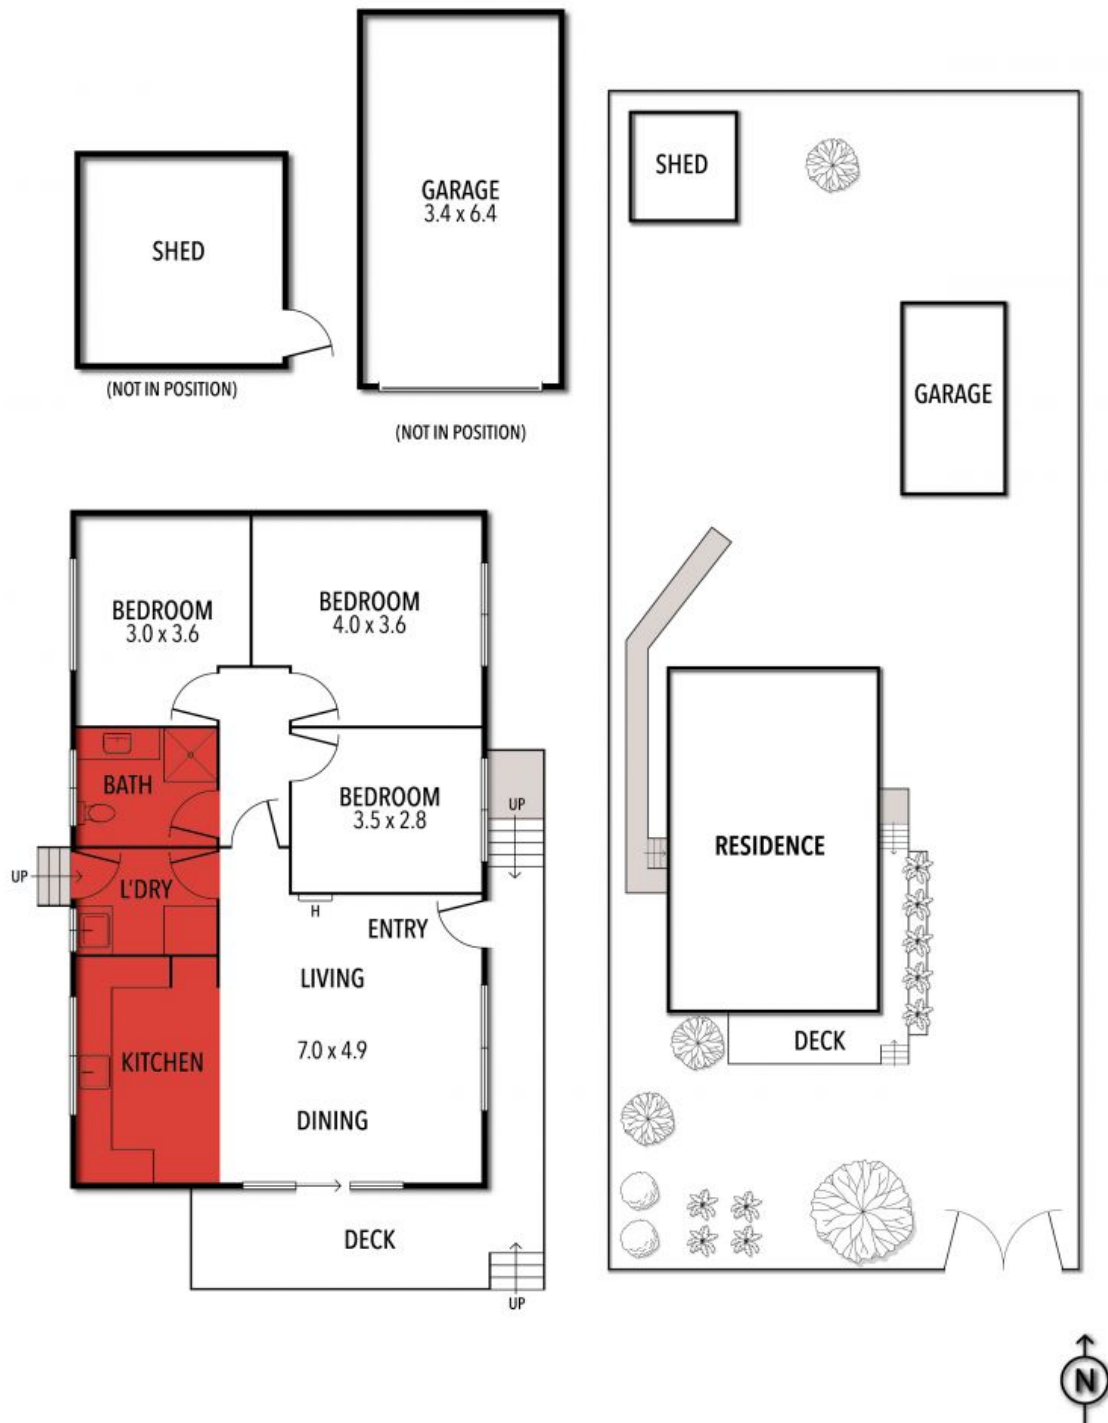 SHED
(NOT IN POSITION)
GARAGE
3.4 x 6.4
(NOT IN POSITION)
BEDROOM
3.0 x 3.6
BEDROOM
4.0 x 3.6
BATH
BEDROOM
3.5 x 2.8
UP
UP
L'DRY
H
ENTRY
LIVING
7.0 x 4.9
KITCHEN
DINING
DECK
UP
SHED
GARAGE
RESIDENCE
DECK
N